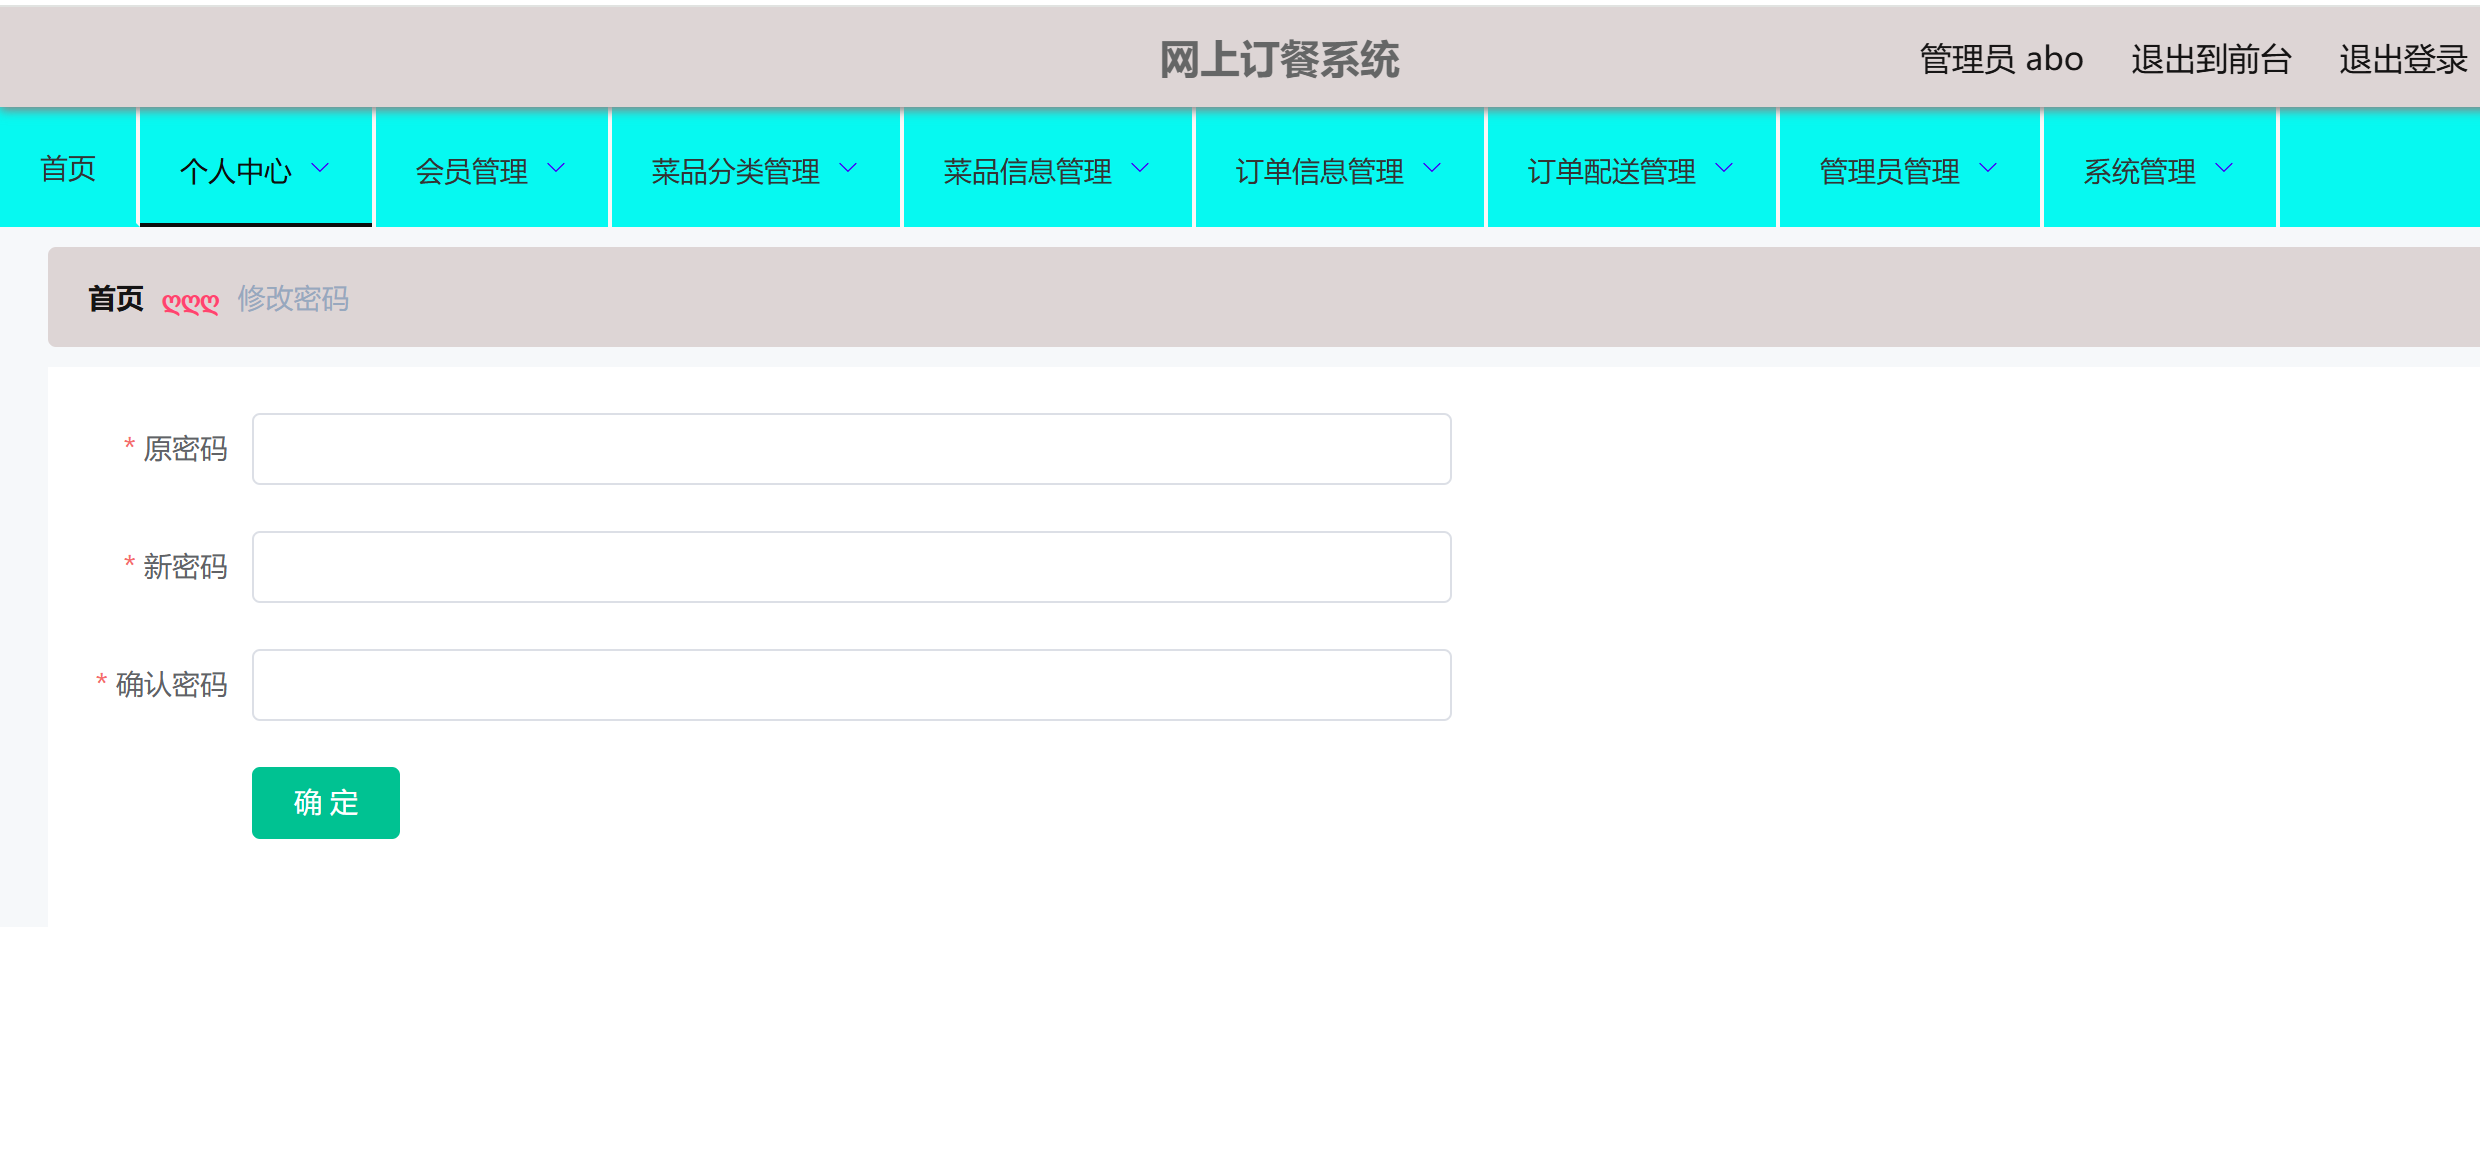 网上订餐系统 管理员 abo 退出到前台 退出登录
首页 个人中心 会员管理 菜品分类管理 菜品信息管理 订单信息管理 订单配送管理 管理员管理 系统管理
首页 ღღღ 修改密码
* 原密码
* 新密码
* 确认密码
确 定